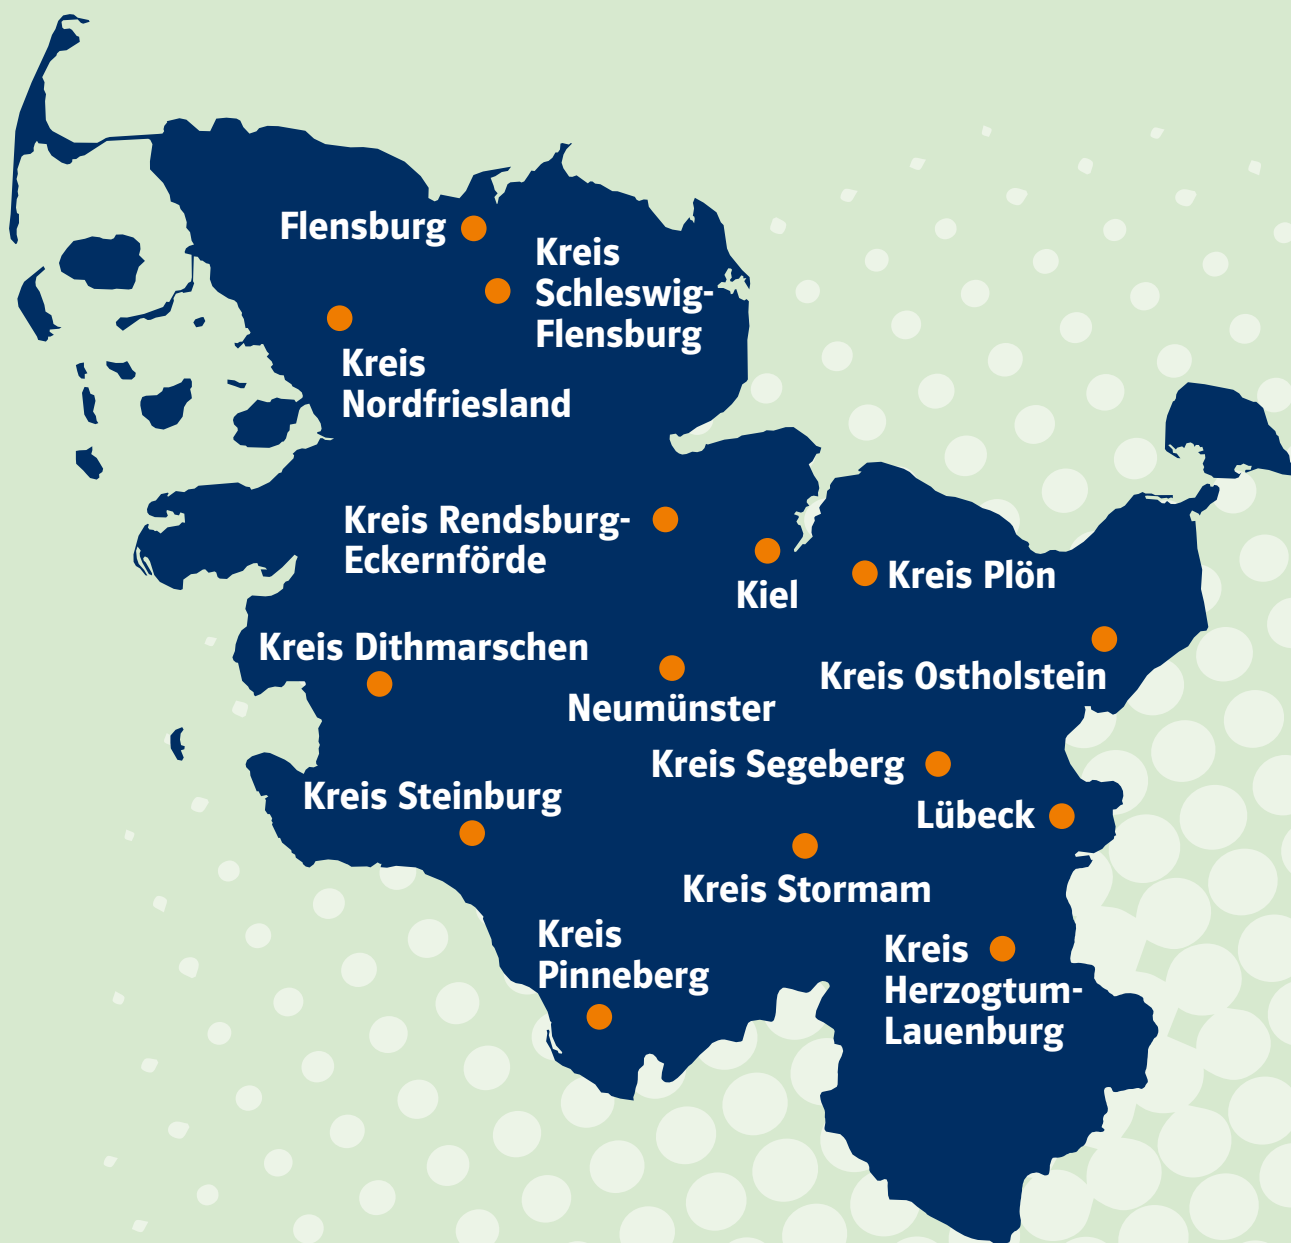 Flensburg
Kreis
Schleswig-
Flensburg
Kreis
Nordfriesland
Kreis Rendsburg-
Eckernförde
Kiel
Kreis Plön
Kreis Dithmarschen
Neumünster
Kreis Ostholstein
Kreis Segeberg
Kreis Steinburg
Lübeck
Kreis Stormam
Kreis
Pinneberg
Kreis
Herzogtum-
Lauenburg